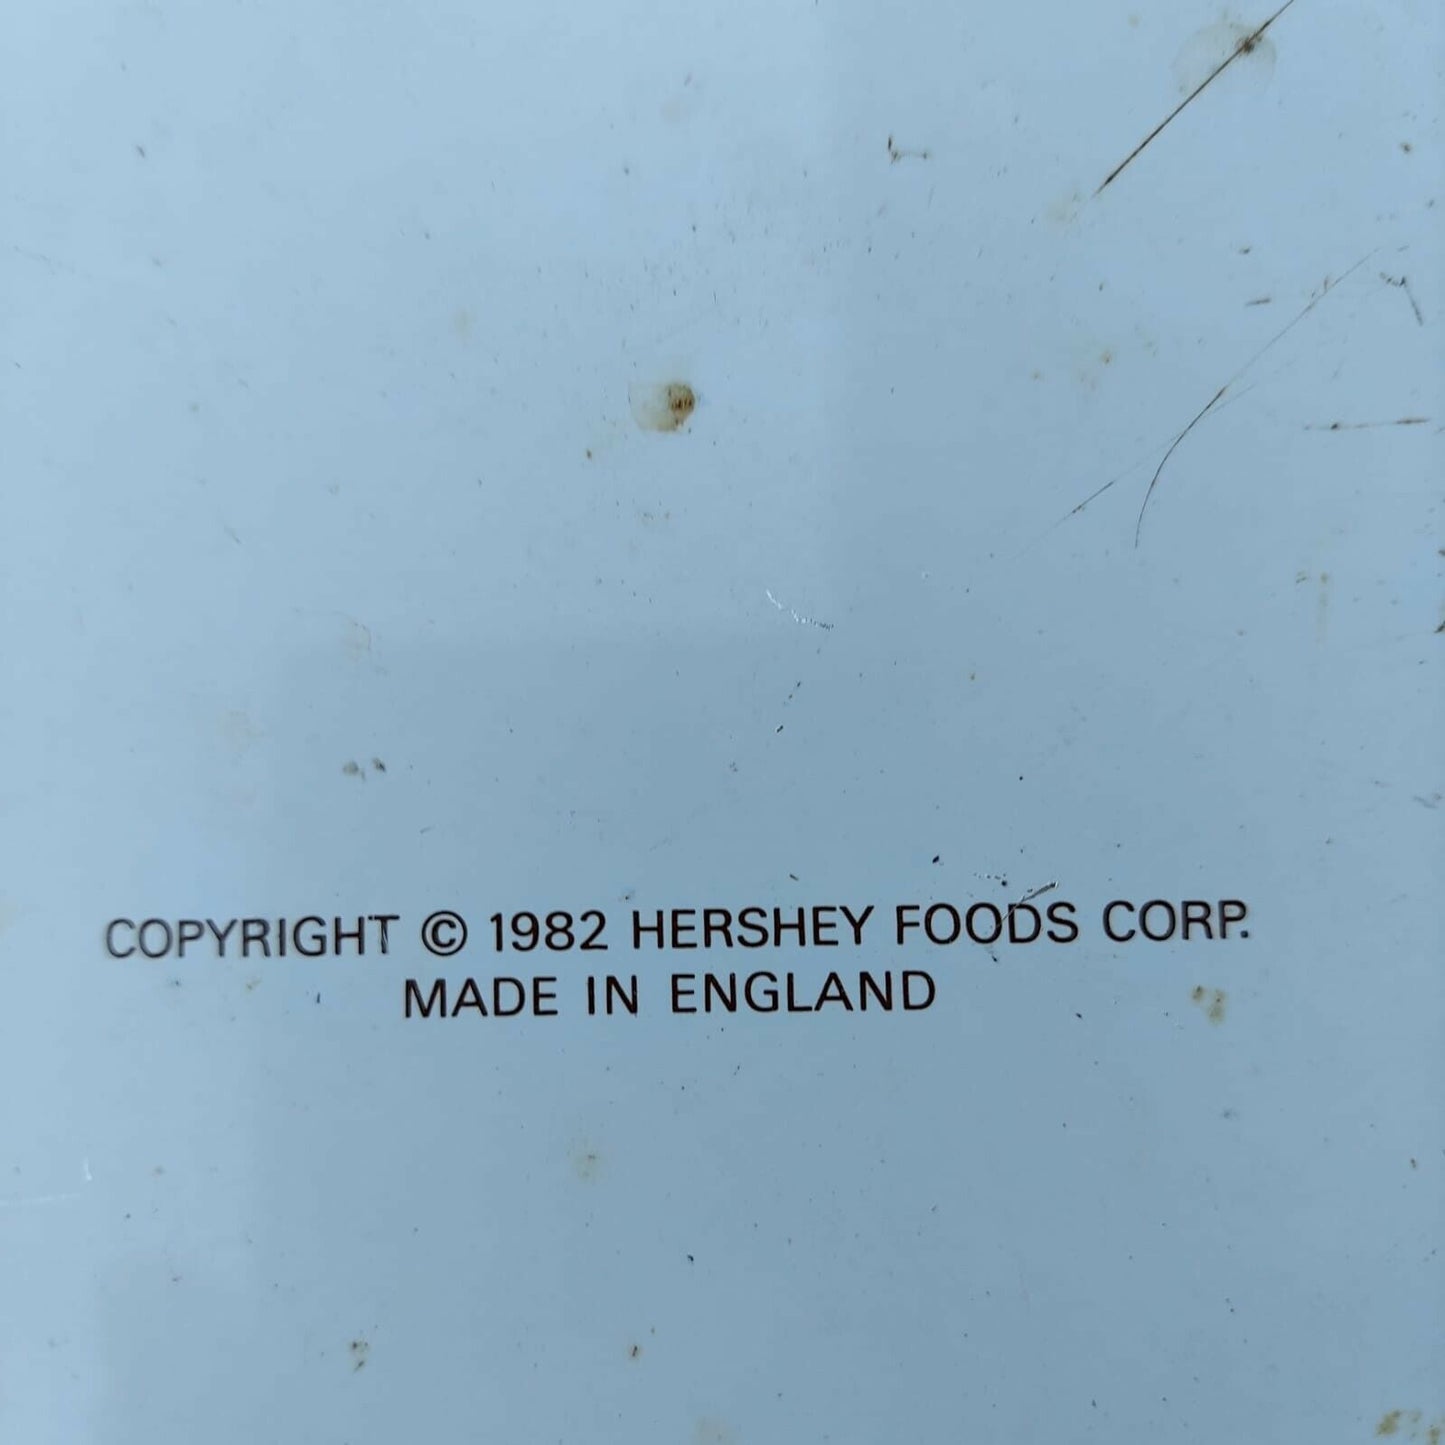 COPYRIGHT © 1982 HERSHEY FOODS CORP.
MADE IN ENGLAND